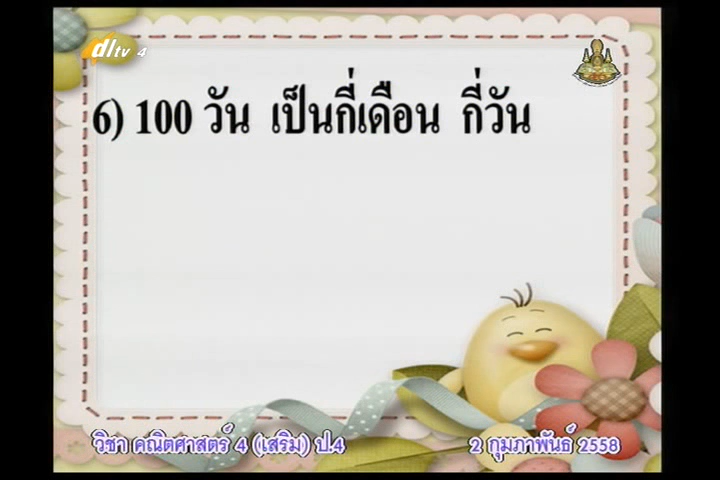 dltv 4
6) 100 วัน เป็นกี่เดือน กี่วัน
วิชา คณิตศาสตร์ 4 (เสริม) ป.4
2 กุมภาพันธ์ 2558